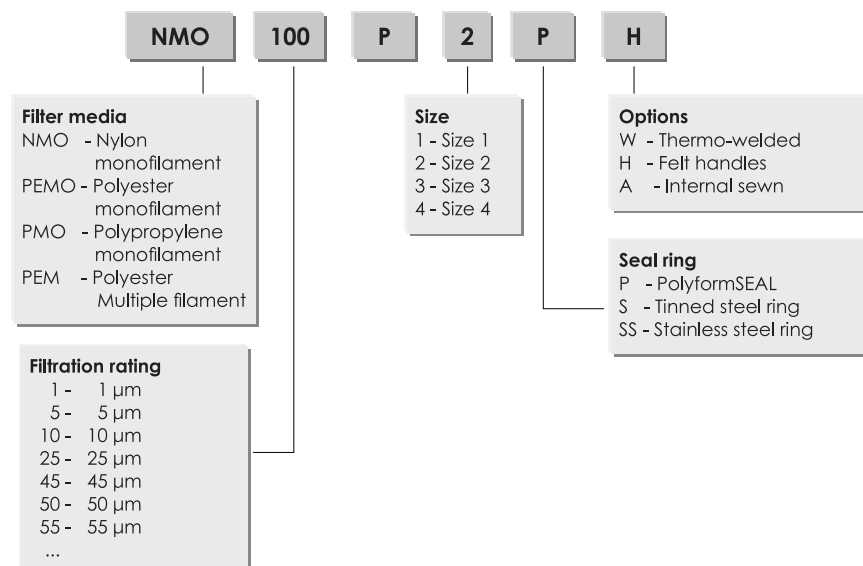 NMO 100 P 2 P H
Filter media
NMO - Nylon
monofilament
PEMO - Polyester
monofilament
PMO - Polypropylene
monofilament
PEM - Polyester
Multiple filament
Filtration rating
1 - 1 µm
5 - 5 µm
10 - 10 µm
25 - 25 µm
45 - 45 µm
50 - 50 µm
55 - 55 µm
...
Size
1 - Size 1
2 - Size 2
3 - Size 3
4 - Size 4
Options
W - Thermo-welded
H - Felt handles
A - Internal sewn
Seal ring
P - PolyformSEAL
S - Tinned steel ring
SS - Stainless steel ring